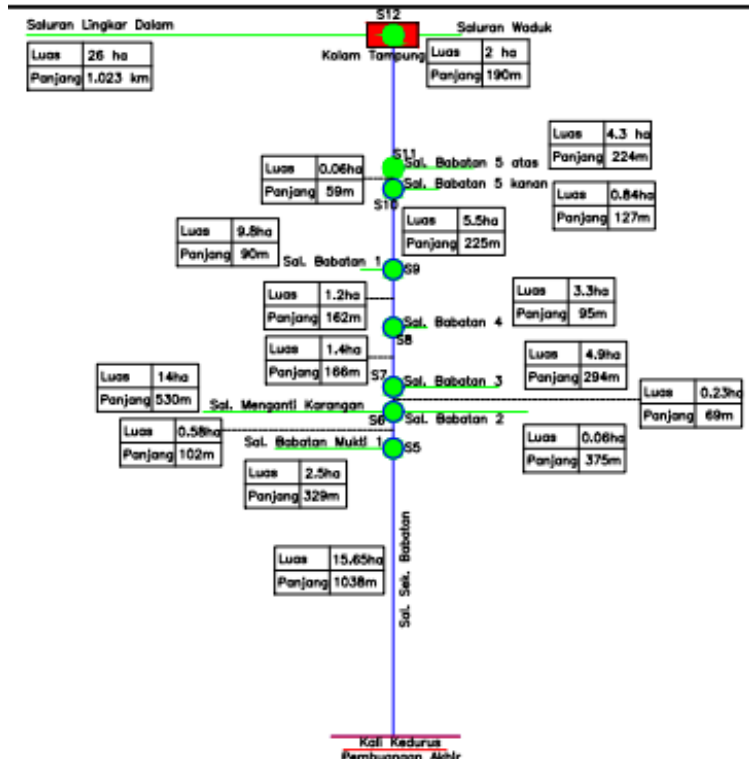 S12
Saluran Lingkar Dalam
Saluran Waduk
Luas 26 ha
Panjang 1.023 km
Kolam Tampung
Luas 2 ha
Panjang 190m
S11
Sal. Babatan 5 atas
Luas 4.3 ha
Panjang 224m
Luas 0.06ha
Panjang 59m
Sal. Babatan 5 kanan
S10
Luas 0.84ha
Panjang 127m
Luas 5.5ha
Panjang 225m
Luas 9.8ha
Panjang 90m
Sal. Babatan 1
S9
Luas 1.2ha
Panjang 162m
Luas 3.3ha
Panjang 95m
Sal. Babatan 4
S8
Luas 1.4ha
Panjang 166m
S7
Sal. Babatan 3
Luas 4.9ha
Panjang 294m
Luas 14ha
Panjang 530m
Luas 0.23ha
Panjang 69m
Sal. Menganti Karangan
S6
Sal. Babatan 2
Luas 0.58ha
Panjang 102m
Luas 0.06ha
Panjang 375m
Sal. Babatan Mukti 1
S5
Luas 2.5ha
Panjang 329m
Luas 15.65ha
Panjang 1038m
Sal. Sek. Babatan
Kali Kedurus
Pembuangan Akhir